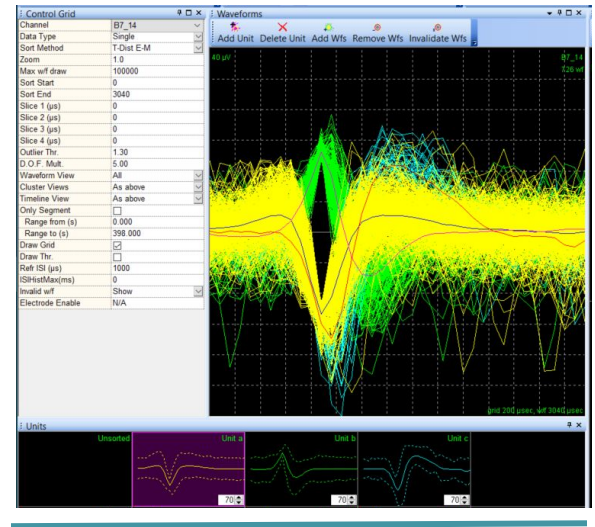 Control Grid
Channel B7_14
Data Type Single
Sort Method T-Dist E-M
Zoom 1.0
Max w/f draw 100000
Sort Start 0
Sort End 3040
Slice 1 (µs) 0
Slice 2 (µs) 0
Slice 3 (µs) 0
Slice 4 (µs) 0
Outlier Thr. 1.30
D.O.F. Mult. 5.00
Waveform View All
Cluster Views As above
Timeline View As above
Only Segment
Range from (s) 0.000
Range to (s) 398.000
Draw Grid
Draw Thr.
Refr ISI (µs) 1000
ISIHistMax(ms) 0
Invalid w/f Show
Electrode Enable N/A
Waveforms
Add Unit Delete Unit Add Wfs Remove Wfs Invalidate Wfs
µV
B7_14
wf
grid 200 µsec, w/f 3040 µsec
Units
Unsorted Unit a Unit b Unit c
70 70 70